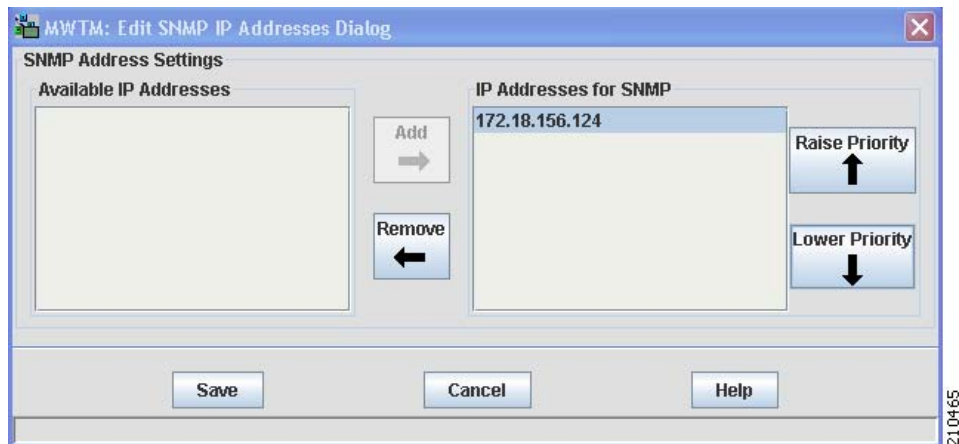 MWTM: Edit SNMP IP Addresses Dialog
SNMP Address Settings
Available IP Addresses
IP Addresses for SNMP
172.18.156.124
Add
Remove
Raise Priority
Lower Priority
Save
Cancel
Help
210465